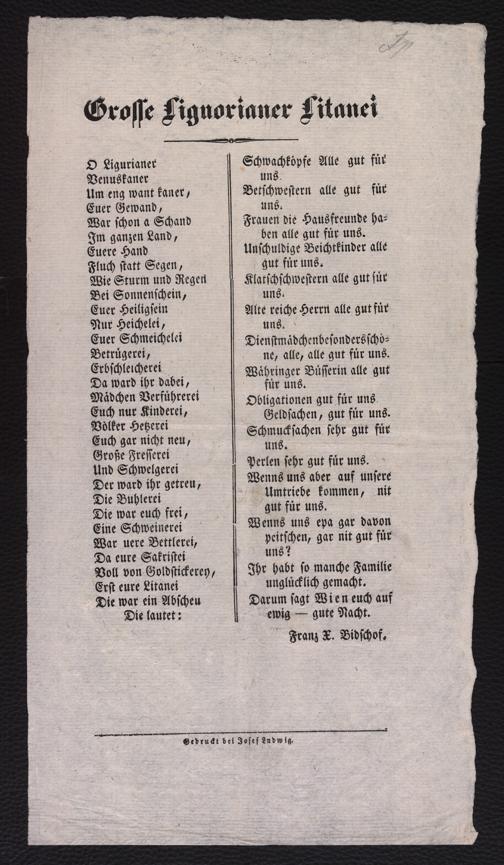 Grosse Liguorianer Litanei
O Ligurianer
Venuskaner
Um eng want kaner,
Euer Gewand,
War schon a Schand
Im ganzen Land,
Euere Hand
Fluch statt Segen,
Wie Sturm und Regen
Bei Sonnenschein,
Euer Heiligsein
Nur Heichelei,
Euer Schmeichelei
Betrügerei,
Erbschleicherei
Da ward ihr dabei,
Mädchen Verführerei
Euch nur Kinderei,
Völker Hetzerei
Euch gar nicht neu,
Große Fresserei
Und Schwelgerei
Der ward ihr getreu,
Die Buhlerei
Die war euch frei,
Eine Schweinerei
War uere Bettlerei,
Da eure Sakristei
Voll von Goldstickerey,
Erst eure Litanei
Die war ein Abscheu
Die lautet:
Schwachköpfe Alle gut für
uns.
Betschwestern alle gut für
uns.
Frauen die Hausfreunde ha-
ben alle gut für uns.
Unschuldige Beichtkinder alle
gut für uns.
Klatschschwestern alle gut für
uns.
Alte reiche Herrn alle gut für
uns.
Dienstmädchen besonders schö-
ne, alle, alle gut für uns.
Währinger Büsserin alle gut
für uns.
Obligationen gut für uns
Geldsachen, gut für uns.
Schmucksachen sehr gut für
uns.
Perlen sehr gut für uns.
Wenns uns aber auf unsere
Umtriebe kommen, nit
gut für uns.
Wenns uns epa gar davon
peitschen, gar nit gut für
uns?
Ihr habt so manche Familie
unglücklich gemacht.
Darum sagt Wien euch auf
ewig — gute Nacht.
Franz X. Bidschof.
Gedruckt bei Josef Ludwig.